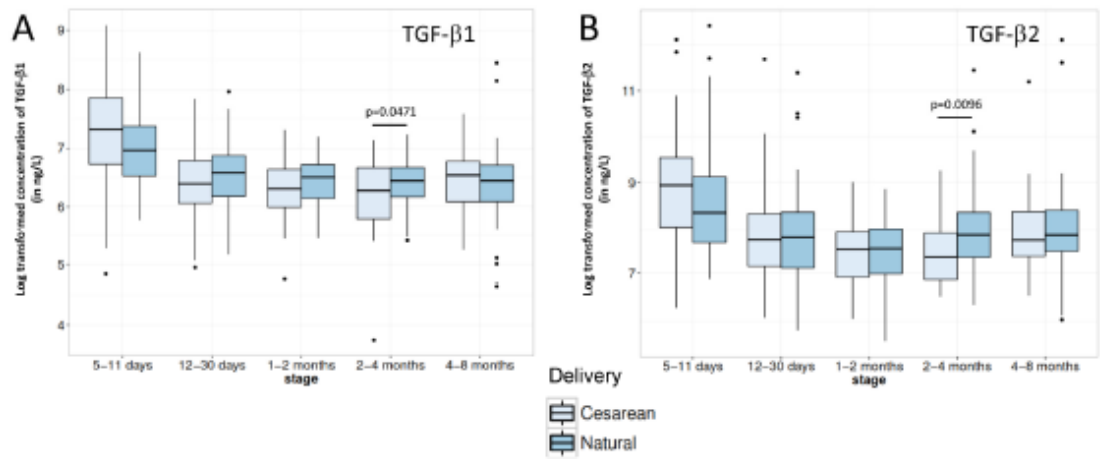 A
TGF-β1
Log transformed concentration of TGF-β1
(in ng/L)
9
8
7
6
5
4
p=0.0471
5–11 days 12–30 days 1–2 months 2–4 months 4–8 months
stage
B
TGF-β2
Log transformed concentration of TGF-β2
(in ng/L)
11
9
7
p=0.0096
5–11 days 12–30 days 1–2 months 2–4 months 4–8 months
stage
Delivery
Cesarean
Natural